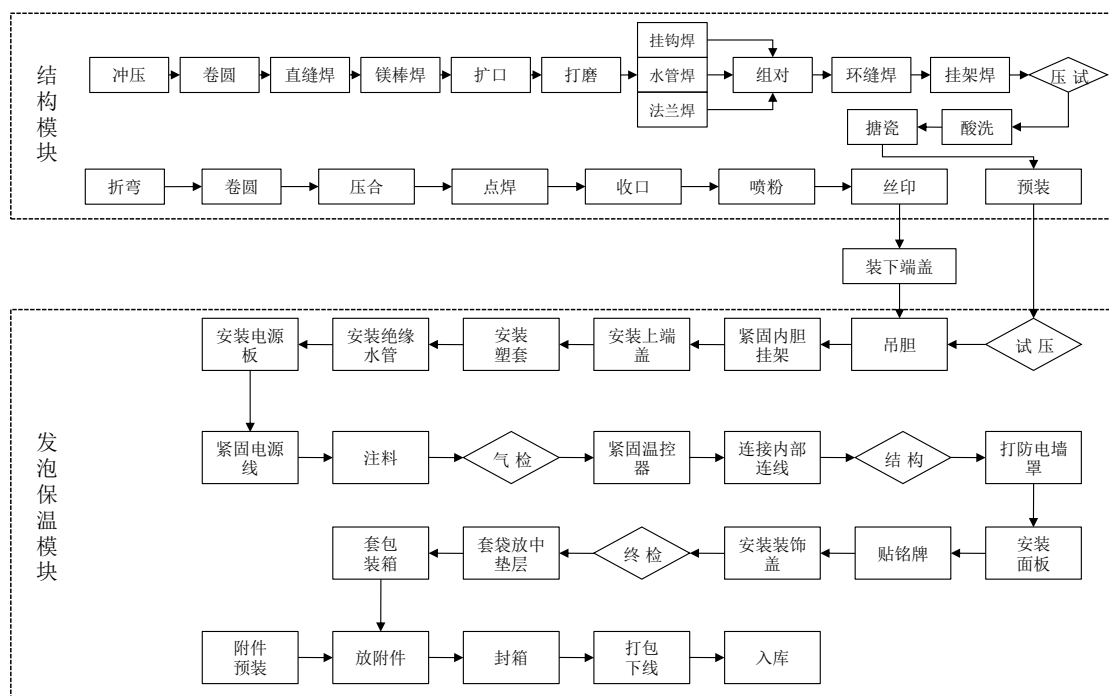 结构模块
挂钩焊
冲压
卷圆
直缝焊
镁棒焊
扩口
打磨
水管焊
组对
环缝焊
挂架焊
压 试
法兰焊
搪瓷
酸洗
折弯
卷圆
压合
点焊
收口
喷粉
丝印
预装
装下端盖
发泡保温模块
安装电源
板
安装绝缘
水管
安装
塑套
安装上端
盖
紧固内胆
挂架
吊胆
试 压
紧固电源
线
注料
气 检
紧固温控
器
连接内部
连线
结 构
打防电墙
罩
套包
装箱
套袋放中
垫层
终 检
安装装饰
盖
贴铭牌
安装
面板
附件
预装
放附件
封箱
打包
下线
入库